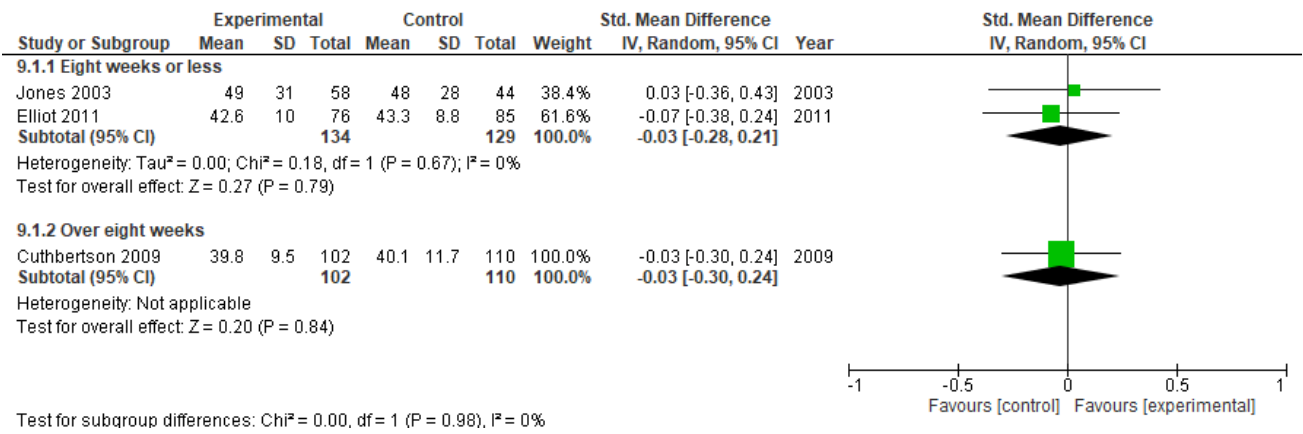 Experimental Control Std. Mean Difference Std. Mean Difference
Study or Subgroup Mean SD Total Mean SD Total Weight IV, Random, 95% CI Year IV, Random, 95% CI
9.1.1 Eight weeks or less
Jones 2003 49 31 58 48 28 44 38.4% 0.03 [-0.36, 0.43] 2003
Elliot 2011 42.6 10 76 43.3 8.8 85 61.6% -0.07 [-0.38, 0.24] 2011
Subtotal (95% CI) 134 129 100.0% -0.03 [-0.28, 0.21]
Heterogeneity: Tau² = 0.00; Chi² = 0.18, df = 1 (P = 0.67); I² = 0%
Test for overall effect: Z = 0.27 (P = 0.79)
9.1.2 Over eight weeks
Cuthbertson 2009 39.8 9.5 102 40.1 11.7 110 100.0% -0.03 [-0.30, 0.24] 2009
Subtotal (95% CI) 102 110 100.0% -0.03 [-0.30, 0.24]
Heterogeneity: Not applicable
Test for overall effect: Z = 0.20 (P = 0.84)
-1 -0.5 0 0.5 1
Favours [control] Favours [experimental]
Test for subgroup differences: Chi² = 0.00, df = 1 (P = 0.98), I² = 0%